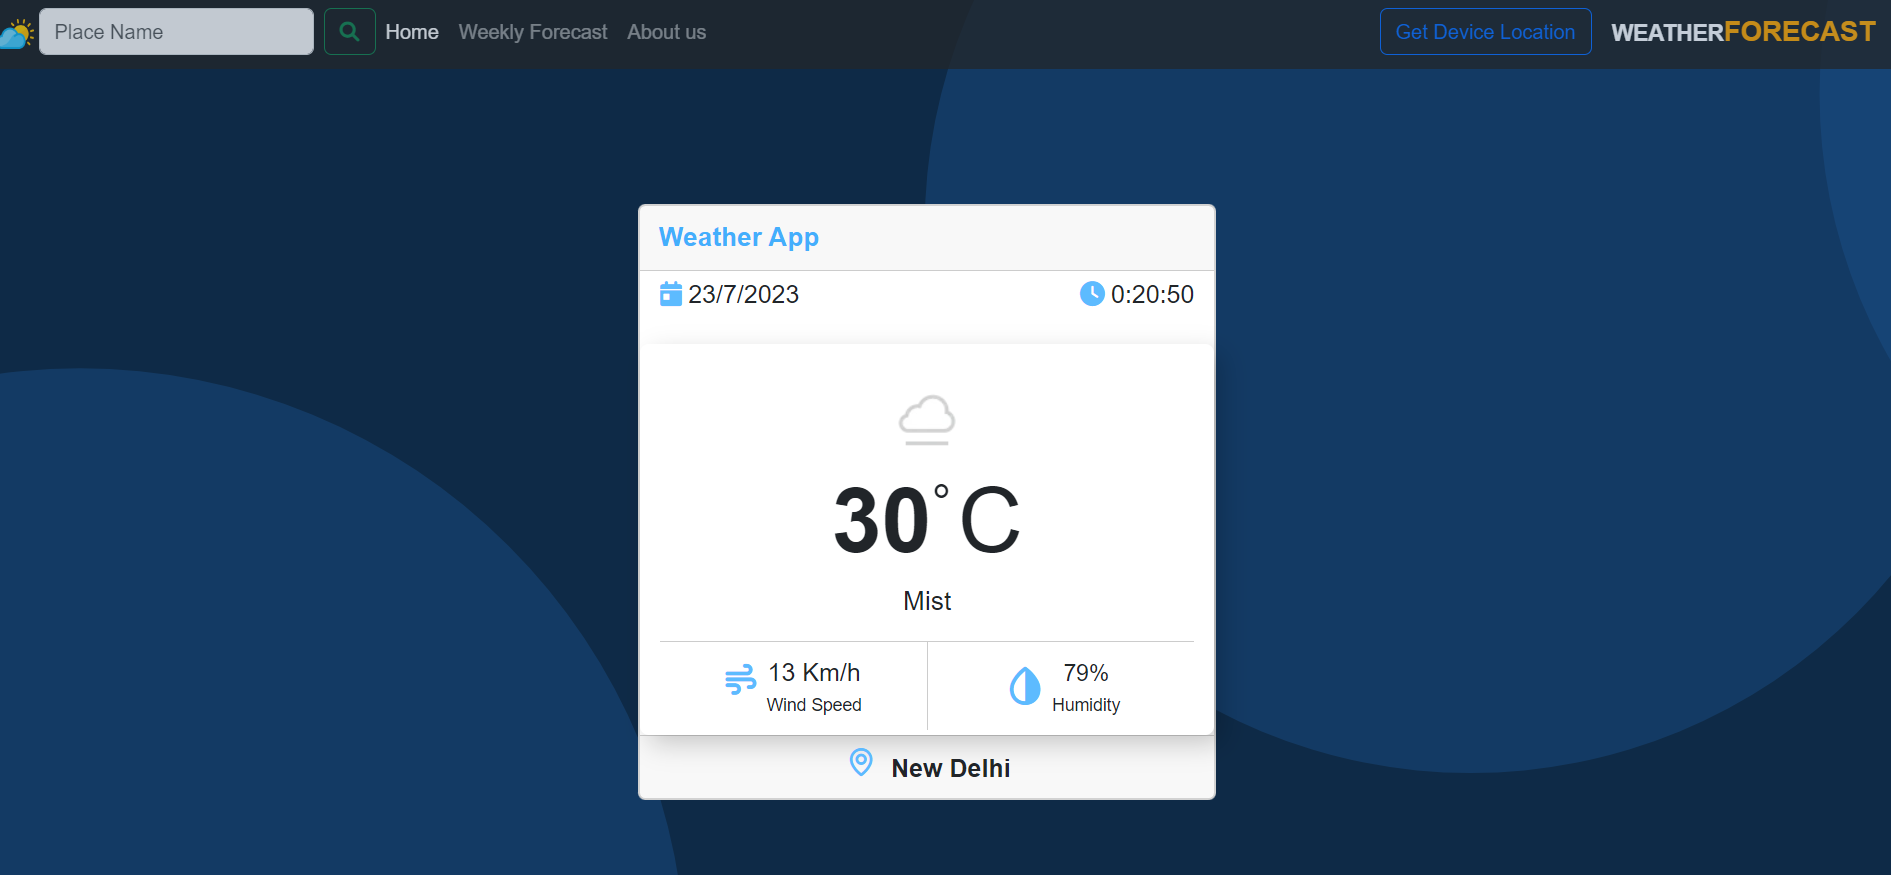 Place Name
Home
Weekly Forecast
About us
Get Device Location
WEATHERFORECAST
Weather App
23/7/2023
0:20:50
30°C
Mist
13 Km/h
Wind Speed
79%
Humidity
New Delhi